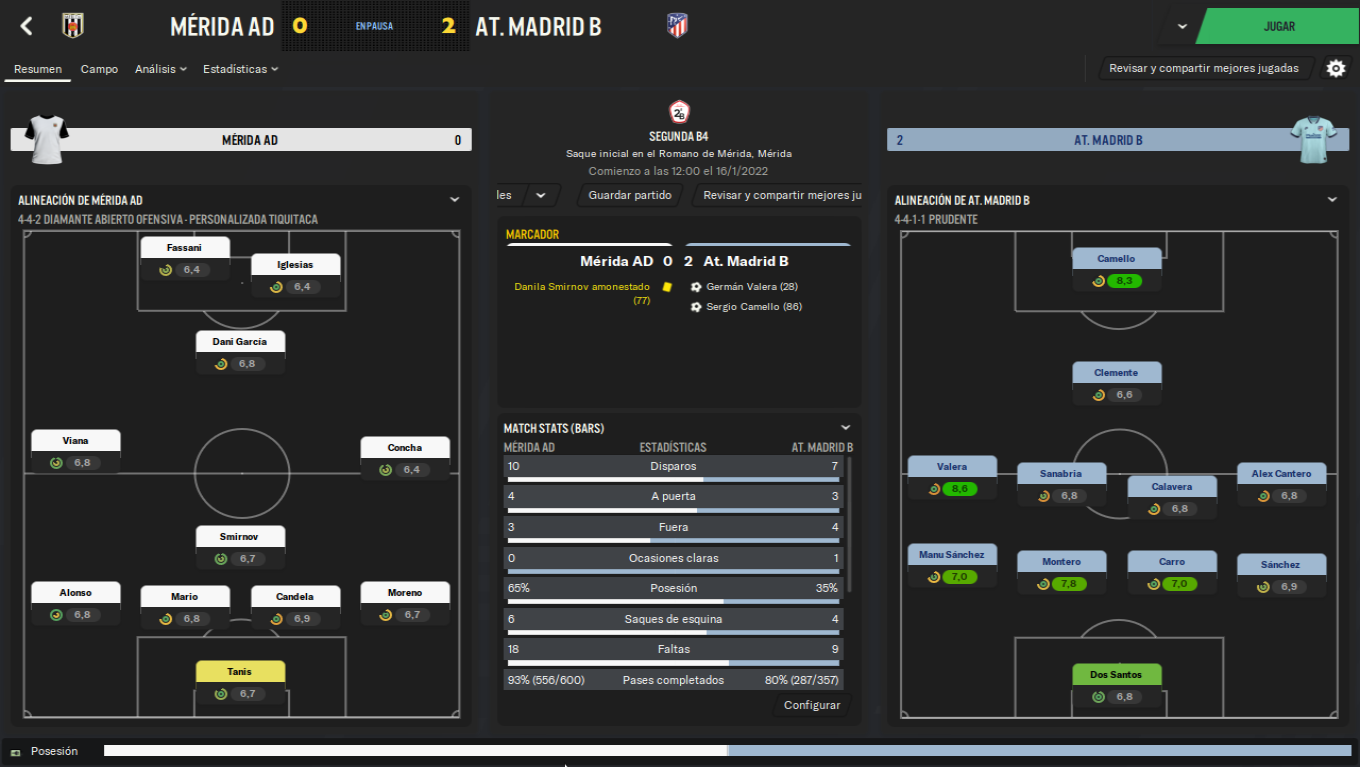 MÉRIDA AD 0 EN PAUSA 2 AT. MADRID B
JUGAR
Resumen Campo Análisis Estadísticas
Revisar y compartir mejores jugadas
MÉRIDA AD 0
ALINEACIÓN DE MÉRIDA AD
4-4-2 DIAMANTE ABIERTO OFENSIVA - PERSONALIZADA TIQUITACA
Fassani
6,4
Iglesias
6,4
Dani García
6,8
Viana
6,8
Concha
6,4
Smirnov
6,7
Alonso
6,8
Mario
6,8
Candela
6,9
Moreno
6,7
Tanis
6,7
2ªB
SEGUNDA B4
Saque inicial en el Romano de Mérida, Mérida
Comienzo a las 12:00 el 16/1/2022
les Guardar partido Revisar y compartir mejores ju
MARCADOR
Mérida AD 0 2 At. Madrid B
Danila Smirnov amonestado
(77)
Germán Valera (28)
Sergio Camello (86)
MATCH STATS (BARS)
MÉRIDA AD ESTADÍSTICAS AT. MADRID B
10 Disparos 7
4 A puerta 3
3 Fuera 4
0 Ocasiones claras 1
65% Posesión 35%
6 Saques de esquina 4
18 Faltas 9
93% (556/600) Pases completados 80% (287/357)
Configurar
2 AT. MADRID B
ALINEACIÓN DE AT. MADRID B
4-4-1-1 PRUDENTE
Camello
8,3
Clemente
6,6
Valera
8,6
Sanabria
6,8
Calavera
6,8
Alex Cantero
6,8
Manu Sánchez
7,0
Montero
7,8
Carro
7,0
Sánchez
6,9
Dos Santos
6,8
Posesión